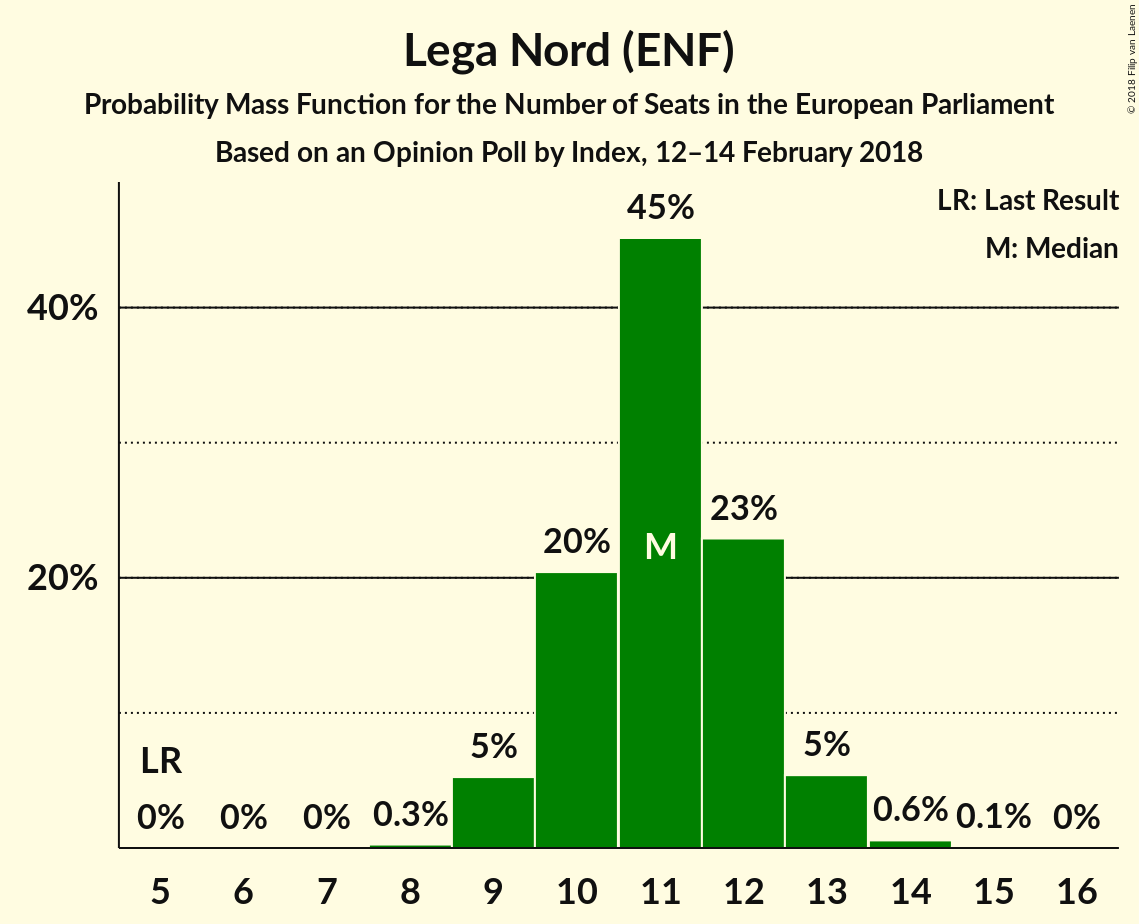 Lega Nord (ENF)
Probability Mass Function for the Number of Seats in the European Parliament
Based on an Opinion Poll by Index, 12–14 February 2018
© 2018 Filip van Laenen
LR: Last Result
M: Median
40%
20%
45%
23%
20%
M
5%
5%
LR
0%
0%
0%
0.3%
0.6%
0.1%
0%
5 6 7 8 9 10 11 12 13 14 15 16